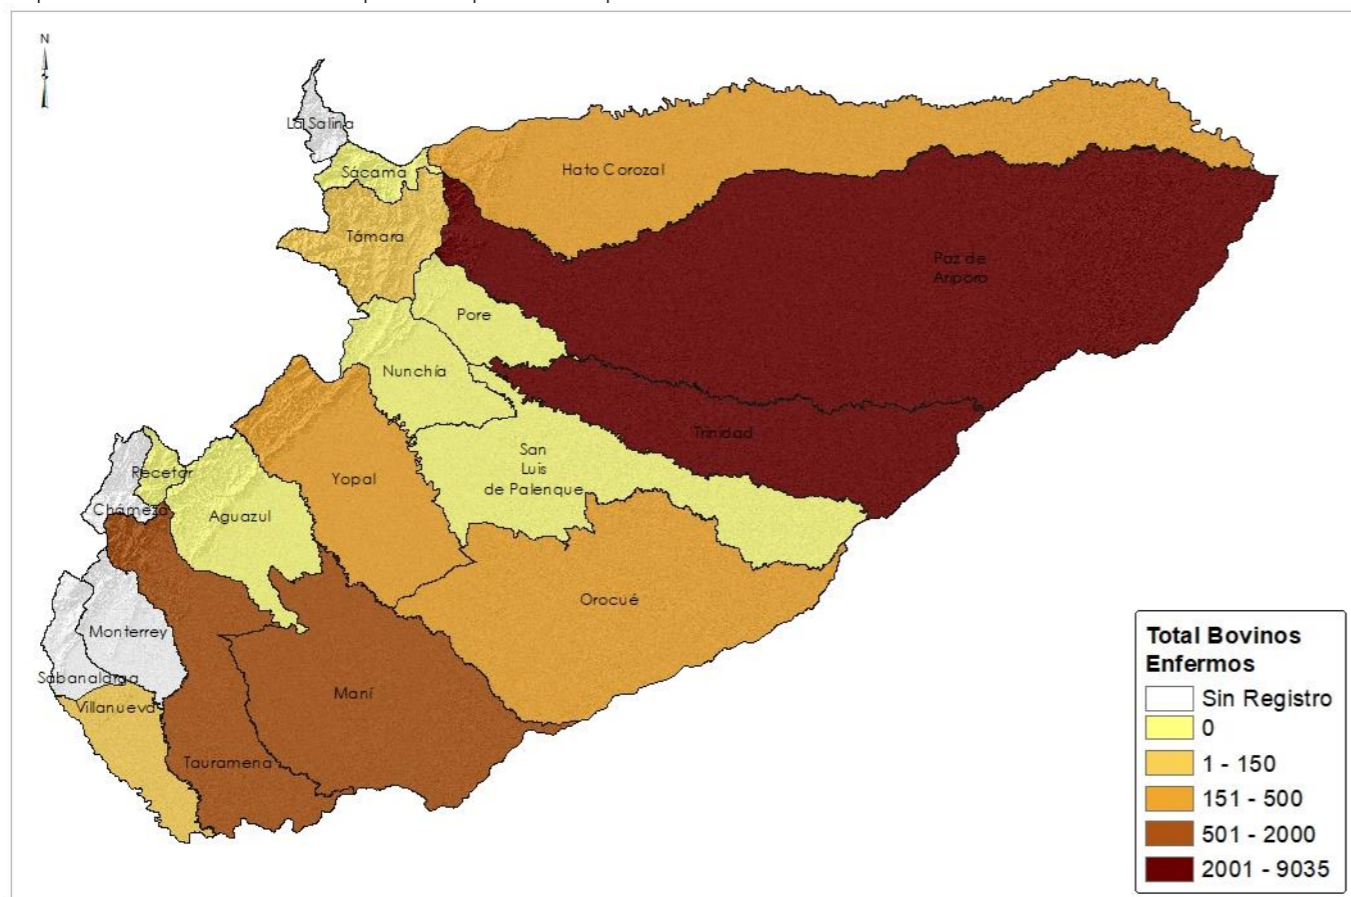 N
La Salina
Sácama
Hato Corozal
Támara
Paz de
Ariporo
Pore
Nunchía
Trinidad
San
Luis
de Palenque
Yopal
Recetor
Chámeza
Aguazul
Orocué
Monterrey
Sabanalarga
Villanueva
Maní
Tauramena
Total Bovinos
Enfermos
Sin Registro
0
1 - 150
151 - 500
501 - 2000
2001 - 9035